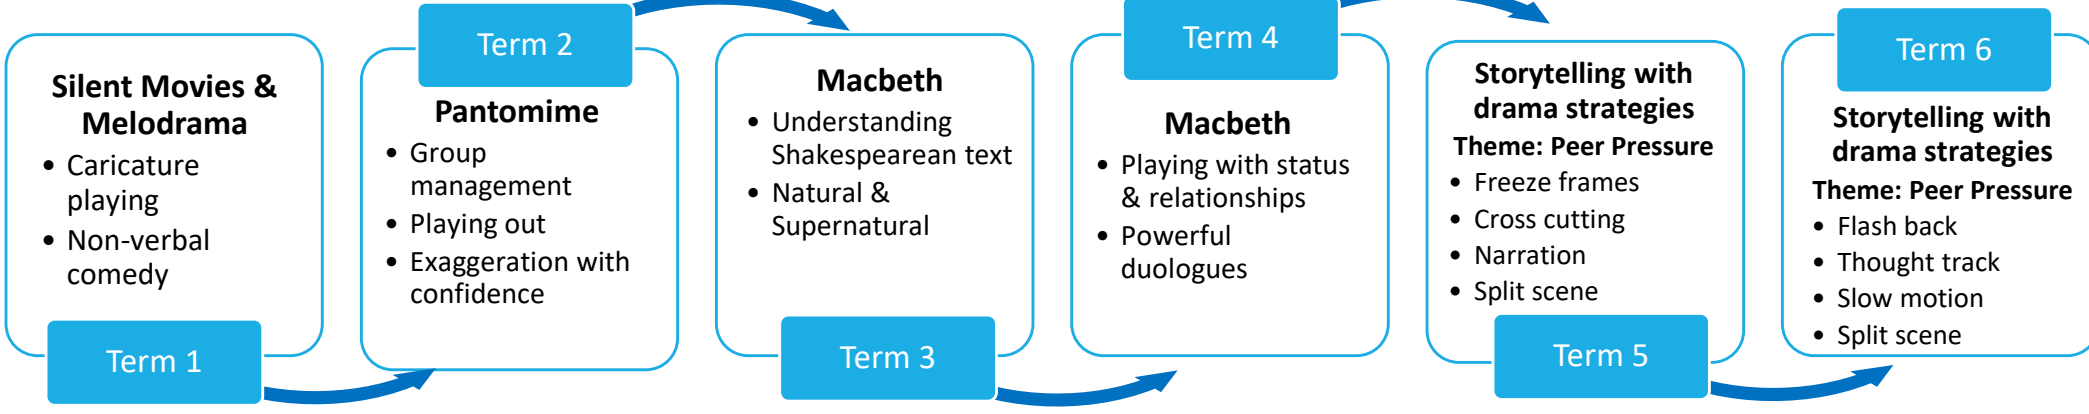 Silent Movies &
Melodrama
• Caricature
playing
• Non-verbal
comedy
Term 1
Term 2
Pantomime
• Group
management
• Playing out
• Exaggeration with
confidence
Macbeth
• Understanding
Shakespearean text
• Natural &
Supernatural
Term 3
Term 4
Macbeth
• Playing with status
& relationships
• Powerful
duologues
Storytelling with
drama strategies
Theme: Peer Pressure
• Freeze frames
• Cross cutting
• Narration
• Split scene
Term 5
Term 6
Storytelling with
drama strategies
Theme: Peer Pressure
• Flash back
• Thought track
• Slow motion
• Split scene